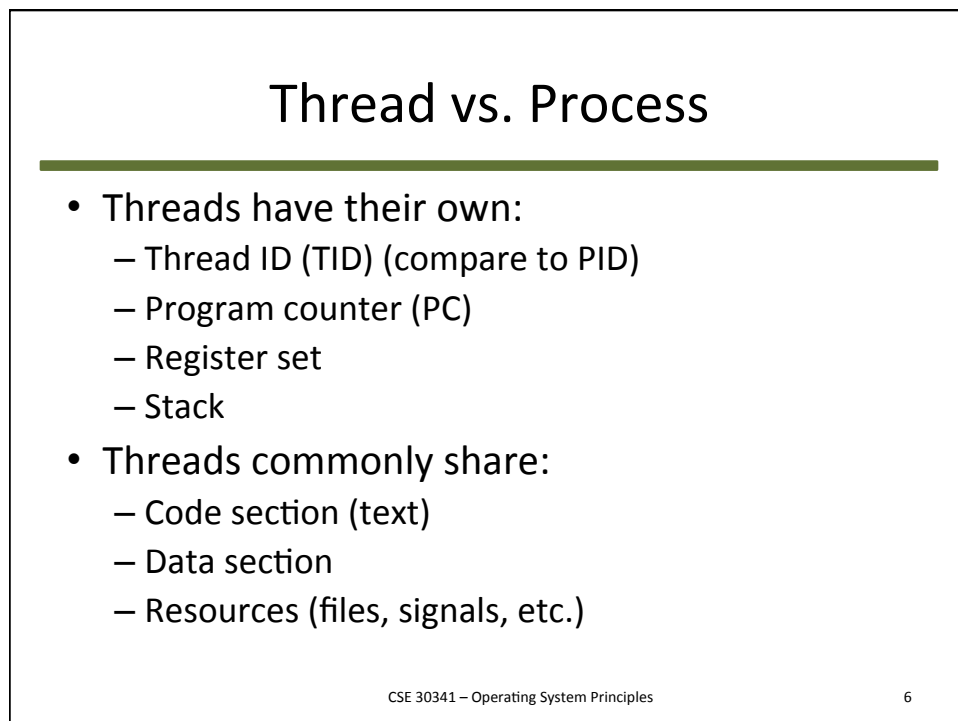 Thread vs. Process
• Threads have their own:
– Thread ID (TID) (compare to PID)
– Program counter (PC)
– Register set
– Stack
• Threads commonly share:
– Code section (text)
– Data section
– Resources (files, signals, etc.)
CSE 30341 – Operating System Principles
6